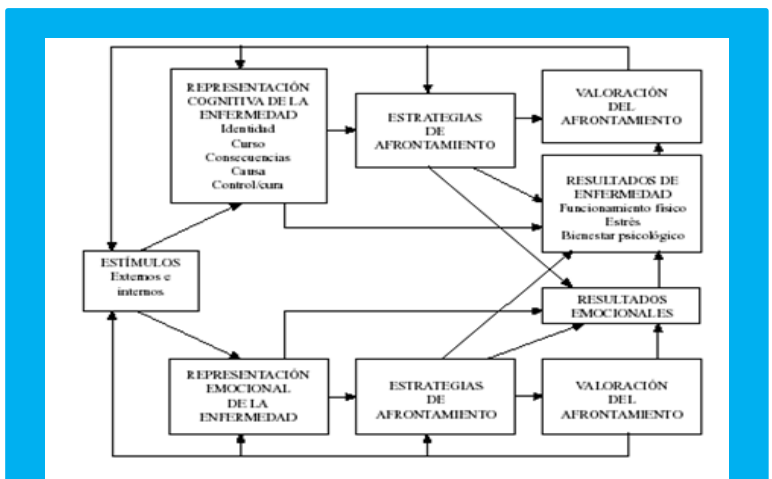 REPRESENTACIÓN
COGNITIVA DE LA
ENFERMEDAD
Identidad
Curso
Consecuencias
Causa
Control/cura
ESTRATEGIAS
DE
AFRONTAMIENTO
VALORACIÓN
DEL
AFRONTAMIENTO
RESULTADOS DE
ENFERMEDAD
Funcionamiento físico
Estrés
Bienestar psicológico
ESTÍMULOS
Externos e
internos
RESULTADOS
EMOCIONALES
REPRESENTACIÓN
EMOCIONAL
DE LA
ENFERMEDAD
ESTRATEGIAS
DE
AFRONTAMIENTO
VALORACIÓN
DEL
AFRONTAMIENTO